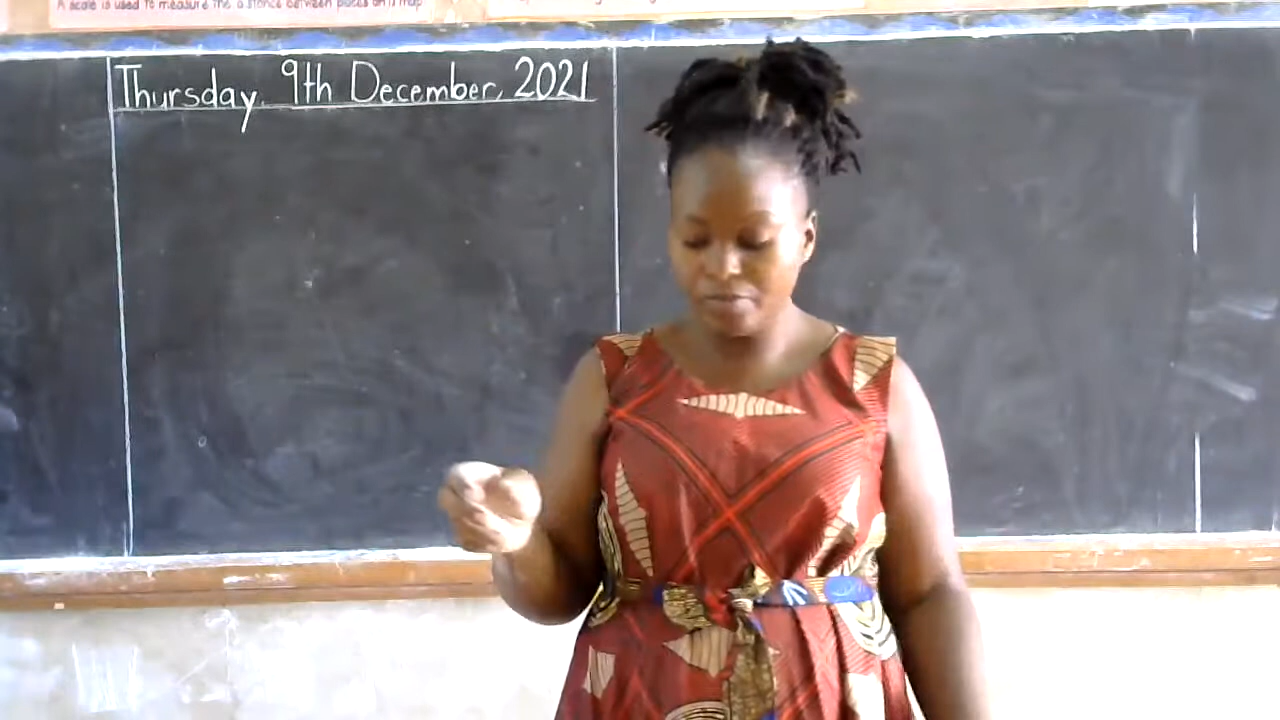 A scale is used to measure the distance between places on a map
Thursday, 9th December, 2021